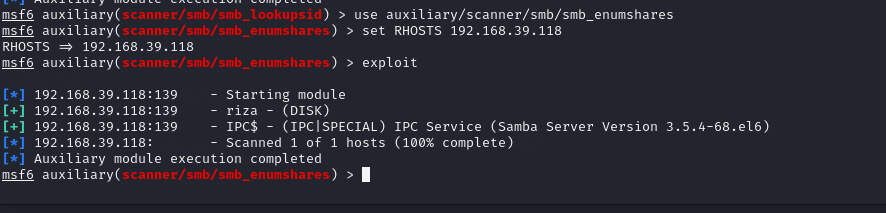 [*] Auxiliary module execution completed
msf6 auxiliary(scanner/smb/smb_lookupsid) > use auxiliary/scanner/smb/smb_enumshares
msf6 auxiliary(scanner/smb/smb_enumshares) > set RHOSTS 192.168.39.118
RHOSTS => 192.168.39.118
msf6 auxiliary(scanner/smb/smb_enumshares) > exploit
[*] 192.168.39.118:139    - Starting module
[+] 192.168.39.118:139    - riza - (DISK)
[+] 192.168.39.118:139    - IPC$ - (IPC|SPECIAL) IPC Service (Samba Server Version 3.5.4-68.el6)
[*] 192.168.39.118:       - Scanned 1 of 1 hosts (100% complete)
[*] Auxiliary module execution completed
msf6 auxiliary(scanner/smb/smb_enumshares) >